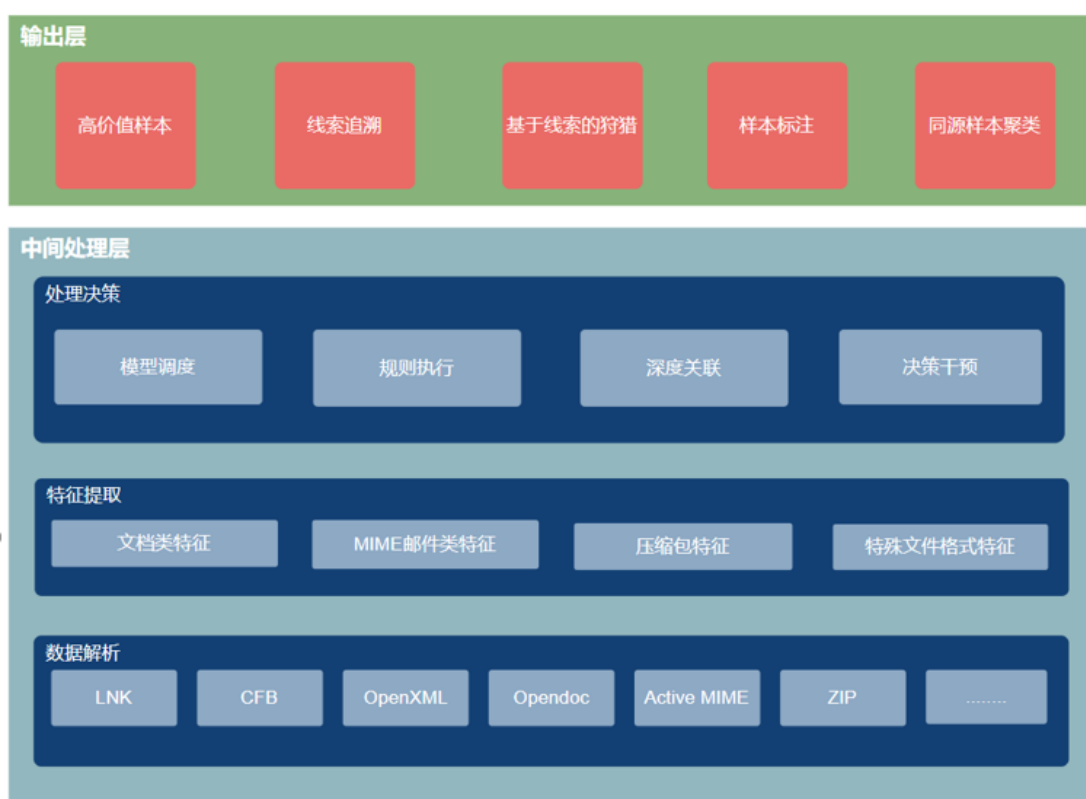 输出层
高价值样本
线索追溯
基于线索的狩猎
样本标注
同源样本聚类
中间处理层
处理决策
模型调度
规则执行
深度关联
决策干预
特征提取
文档类特征
MIME邮件类特征
压缩包特征
特殊文件格式特征
数据解析
LNK
CFB
OpenXML
Opendoc
Active MIME
ZIP
........